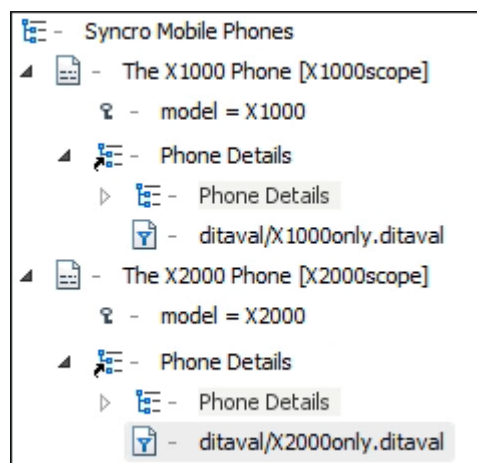 – Syncro Mobile Phones
– The X1000 Phone [X1000scope]
– model = X1000
– Phone Details
– Phone Details
– ditaval/X1000only.ditaval
– The X2000 Phone [X2000scope]
– model = X2000
– Phone Details
– Phone Details
– ditaval/X2000only.ditaval